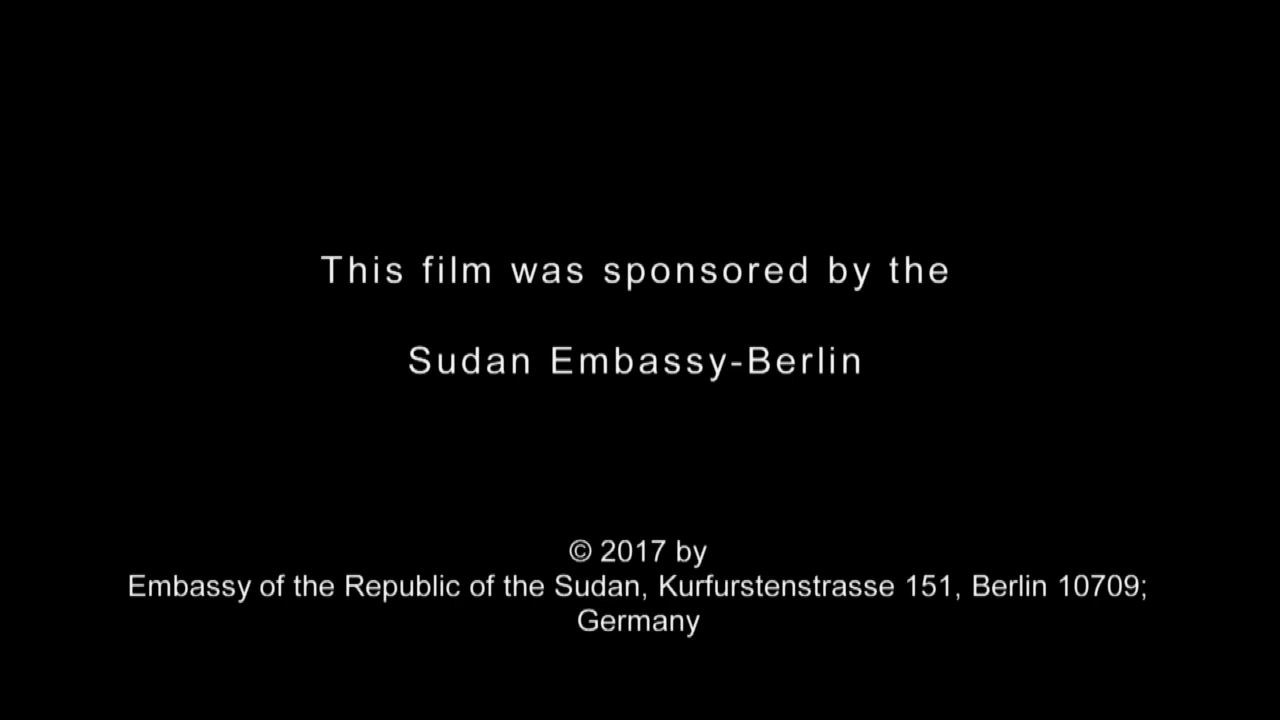 This film was sponsored by the
Sudan Embassy-Berlin
© 2017 by
Embassy of the Republic of the Sudan, Kurfurstenstrasse 151, Berlin 10709;
Germany